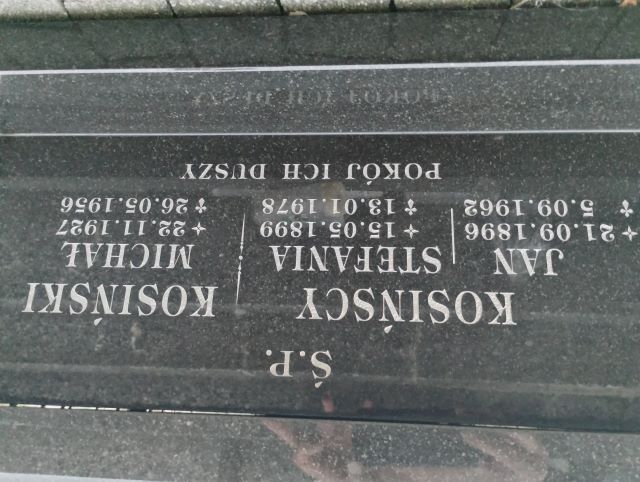 Ś.P.
KOSIŃSCY KOSIŃSKI
JAN STEFANIA MICHAŁ
✦ 21.09.1896 ✦ 15.05.1899 ✦ 22.11.1927
✝ 5.09.1962 ✝ 13.01.1978 ✝ 26.05.1956
POKÓJ ICH DUSZY